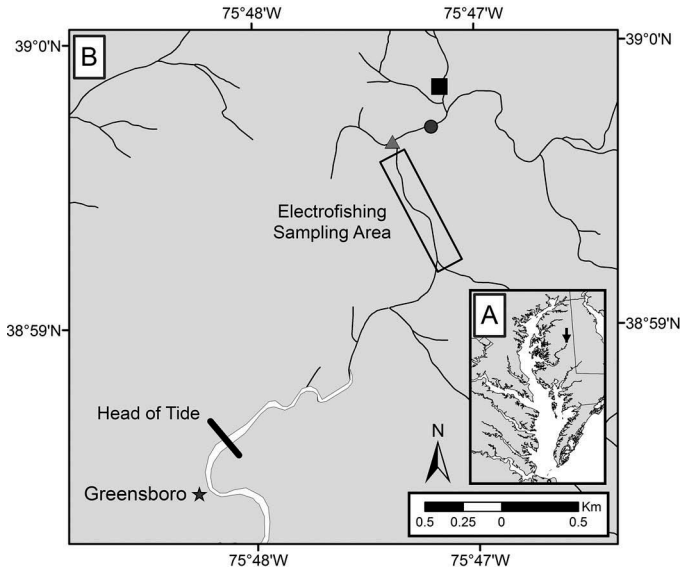 75°48'W 75°47'W
39°0'N
B
39°0'N
Electrofishing
Sampling Area
A
38°59'N
38°59'N
Head of Tide
N
Greensboro
Km
0.5 0.25 0 0.5
75°48'W 75°47'W